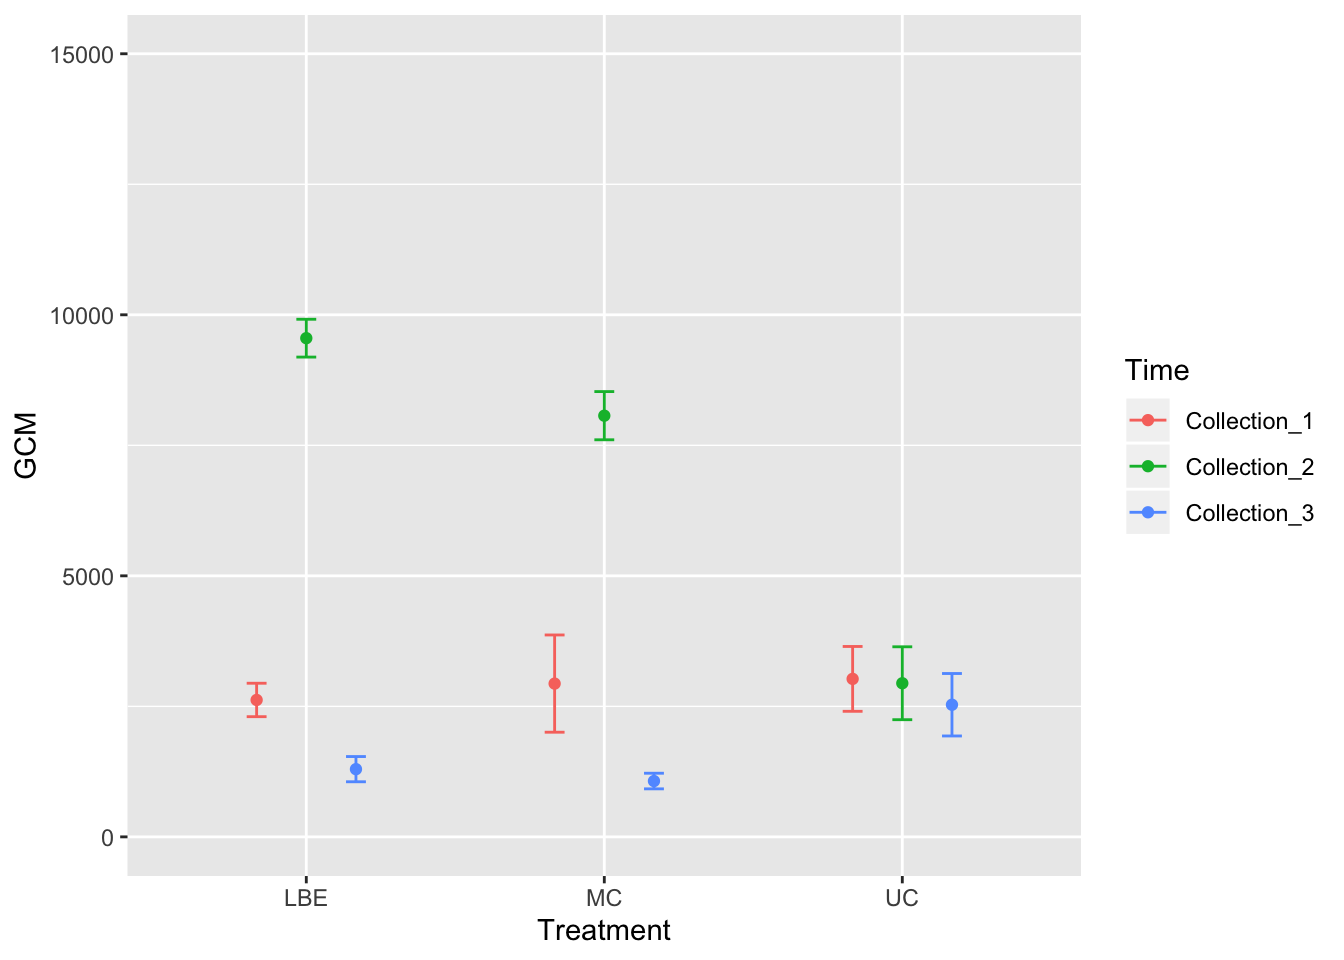 15000
10000
5000
0
GCM
LBE
MC
UC
Treatment
Time
Collection_1
Collection_2
Collection_3